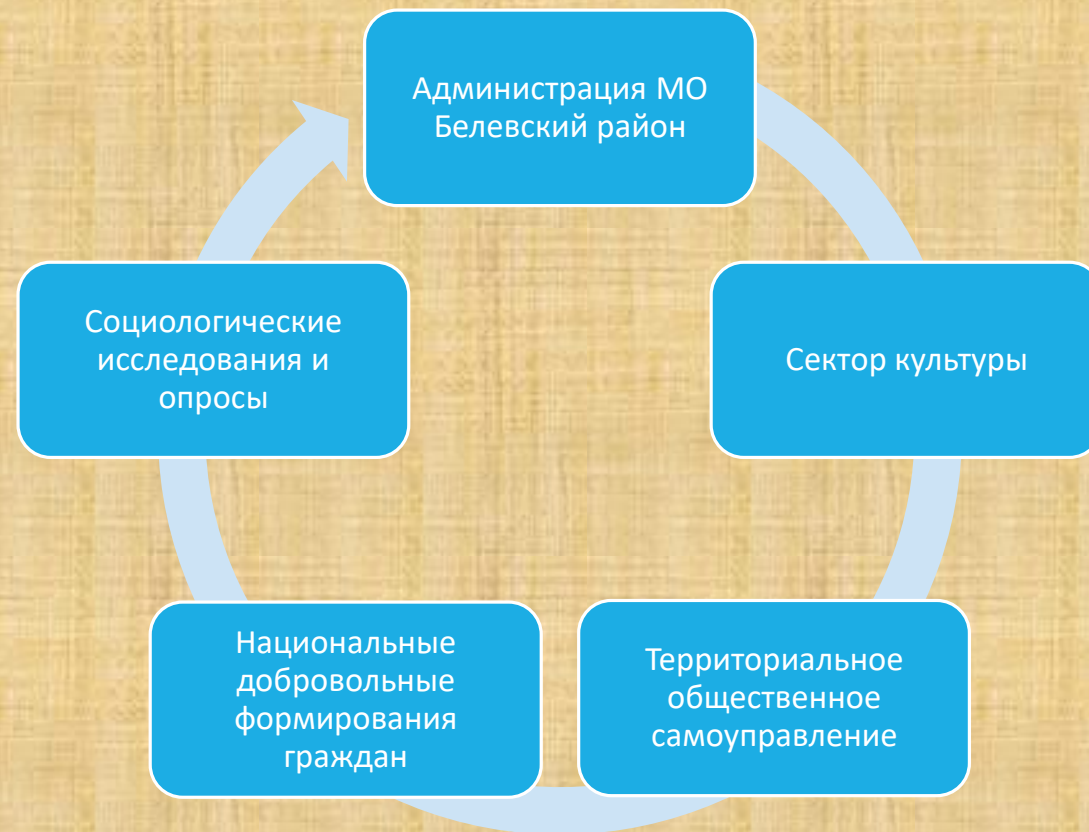 Администрация МО
Белевский район
Сектор культуры
Территориальное
общественное
самоуправление
Национальные
добровольные
формирования
граждан
Социологические
исследования и
опросы